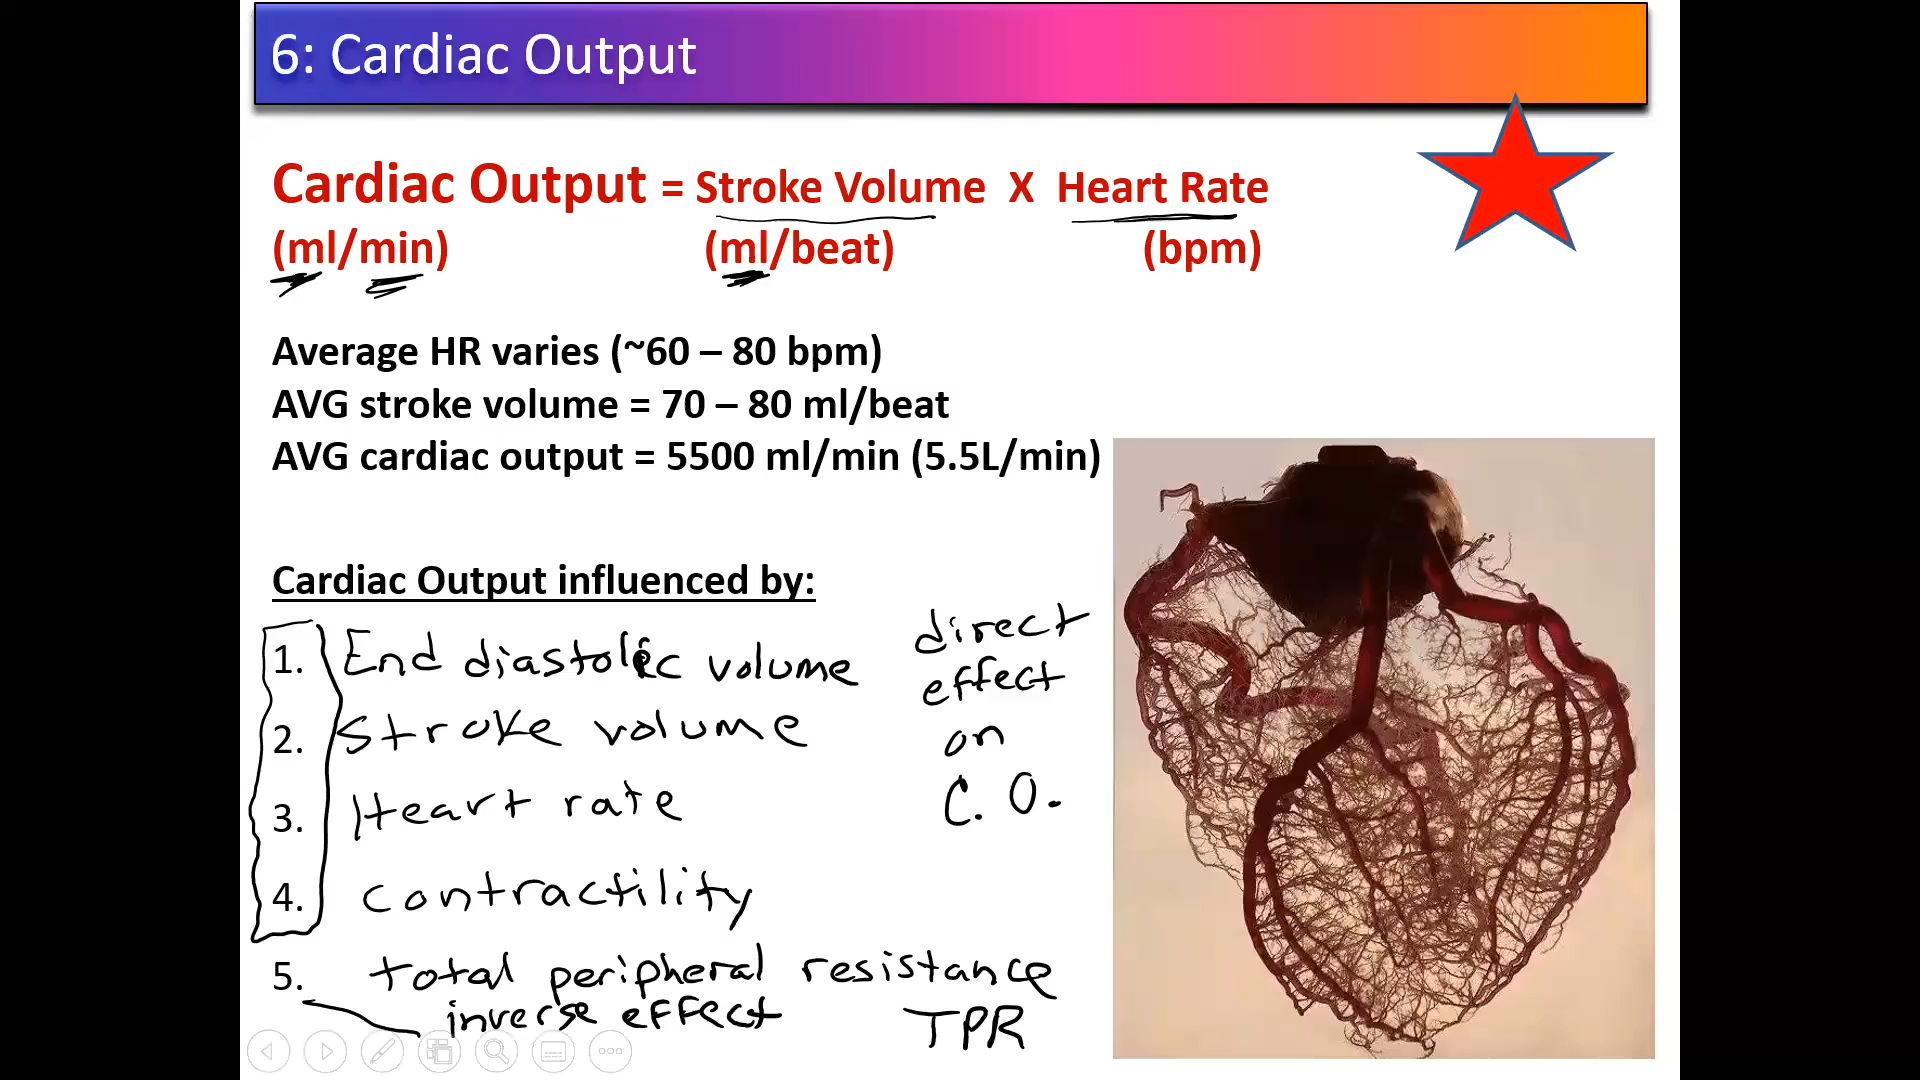 6: Cardiac Output
Cardiac Output = Stroke Volume X Heart Rate
(ml/min) (ml/beat) (bpm)
Average HR varies (~60 – 80 bpm)
AVG stroke volume = 70 – 80 ml/beat
AVG cardiac output = 5500 ml/min (5.5L/min)
Cardiac Output influenced by:
1. End diastolic volume
2. Stroke volume
3. Heart rate
4. contractility
5. total peripheral resistance
inverse effect TPR
direct
effect
on
C. O.